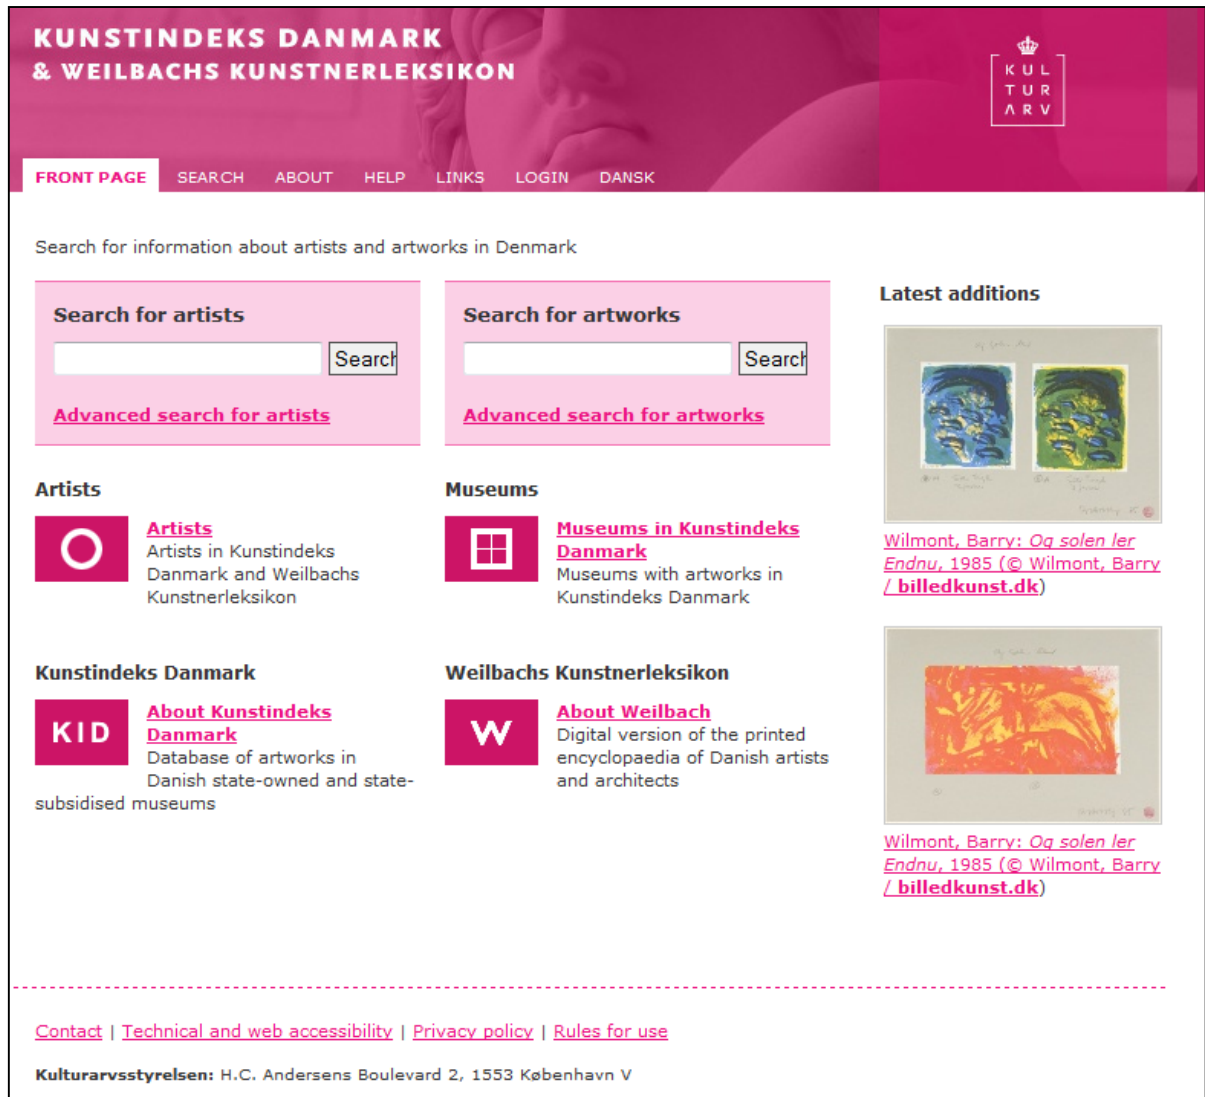 KUNSTINDEKS DANMARK
& WEILBACHS KUNSTNERLEKSIKON
KUL
TUR
ARV
FRONT PAGE SEARCH ABOUT HELP LINKS LOGIN DANSK
Search for information about artists and artworks in Denmark
Search for artists
Search
Advanced search for artists
Search for artworks
Search
Advanced search for artworks
Artists
Artists
Artists in Kunstindeks
Danmark and Weilbachs
Kunstnerleksikon
Museums
Museums in Kunstindeks
Danmark
Museums with artworks in
Kunstindeks Danmark
Kunstindeks Danmark
KID
About Kunstindeks
Danmark
Database of artworks in
Danish state-owned and state-
subsidised museums
Weilbachs Kunstnerleksikon
W
About Weilbach
Digital version of the printed
encyclopaedia of Danish artists
and architects
Latest additions
Wilmont, Barry: Og solen ler
Endnu, 1985 (© Wilmont, Barry
/ billedkunst.dk)
Wilmont, Barry: Og solen ler
Endnu, 1985 (© Wilmont, Barry
/ billedkunst.dk)
Contact | Technical and web accessibility | Privacy policy | Rules for use
Kulturarvsstyrelsen: H.C. Andersens Boulevard 2, 1553 København V